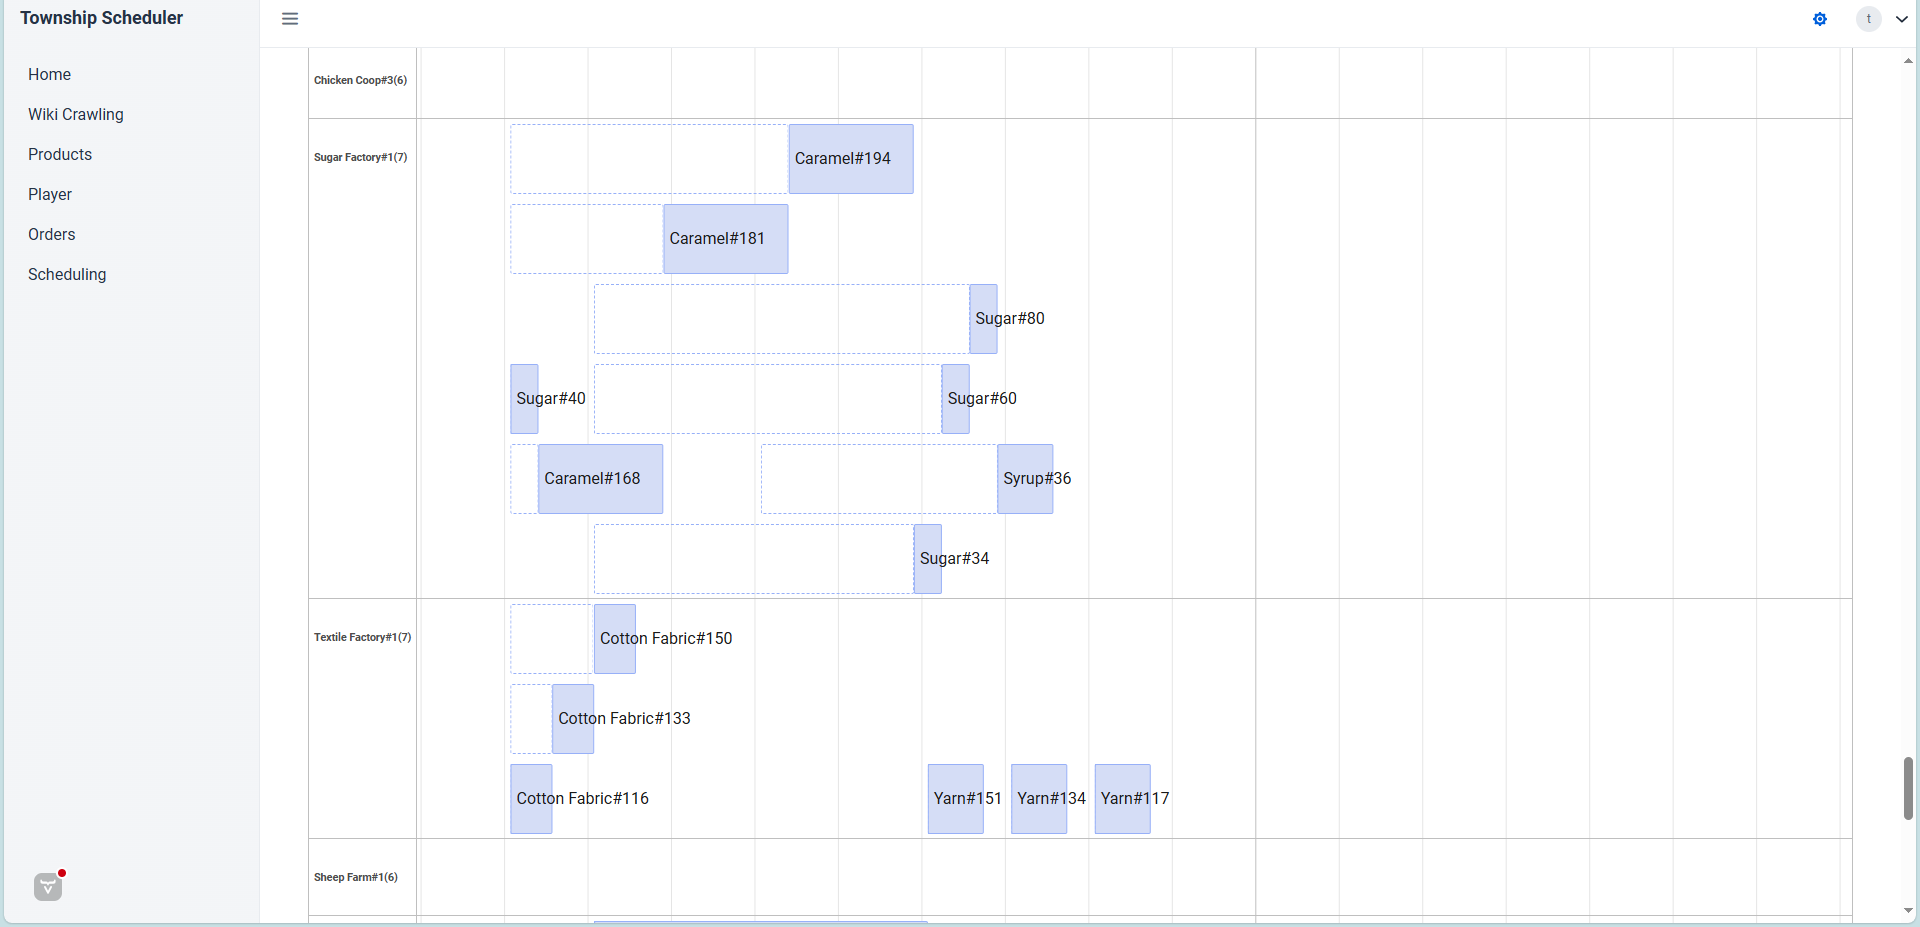 Township Scheduler
t
Home
Wiki Crawling
Products
Player
Orders
Scheduling
Chicken Coop#3(6)
Sugar Factory#1(7)
Caramel#194
Caramel#181
Sugar#80
Sugar#40
Sugar#60
Caramel#168
Syrup#36
Sugar#34
Textile Factory#1(7)
Cotton Fabric#150
Cotton Fabric#133
Cotton Fabric#116
Yarn#151
Yarn#134
Yarn#117
Sheep Farm#1(6)